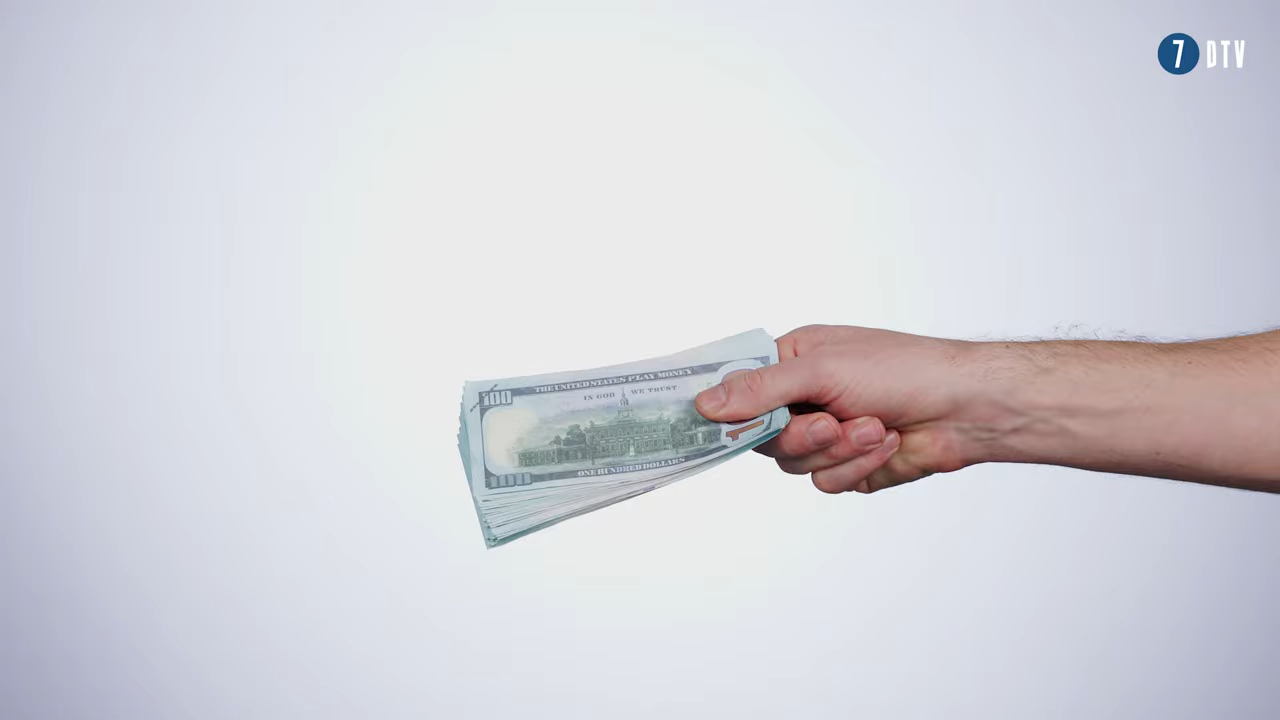 7 DTV
THE UNITED STATES PLAY MONEY
100
IN GOD WE TRUST
ONE HUNDRED DOLLARS
100